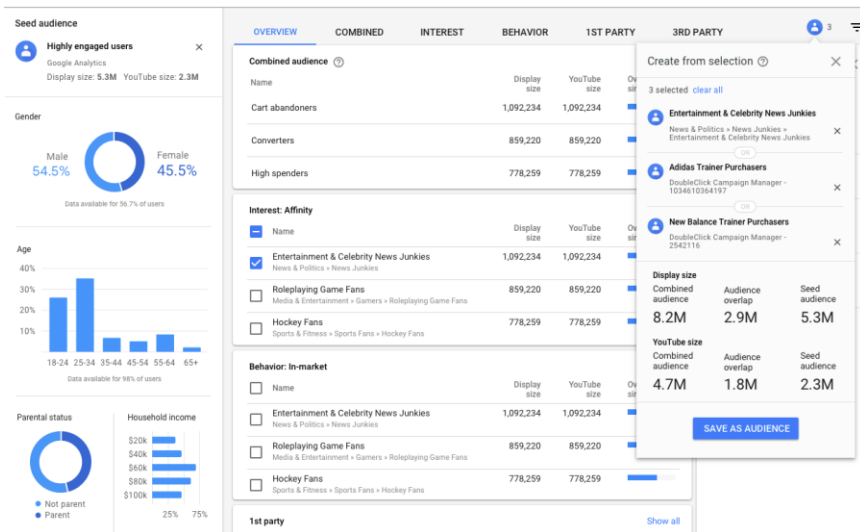 Seed audience
Highly engaged users
Google Analytics
Display size: 5.3M YouTube size: 2.3M
Gender
Male
54.5%
Female
45.5%
Data available for 56.7% of users
Age
40%
30%
20%
10%
18-24 25-34 35-44 45-54 55-64 65+
Data available for 98% of users
Parental status
Not parent
Parent
Household income
$20k
$40k
$60k
$80k
$100k
25% 75%
OVERVIEW COMBINED INTEREST BEHAVIOR 1ST PARTY 3RD PARTY
3
Combined audience
Name Display size YouTube size
Cart abandoners 1,092,234 1,092,234
Converters 859,220 859,220
High spenders 778,259 778,259
Interest: Affinity
Name Display size YouTube size
Entertainment & Celebrity News Junkies 1,092,234 1,092,234
News & Politics » News Junkies
Roleplaying Game Fans 859,220 859,220
Media & Entertainment » Gamers » Roleplaying Game Fans
Hockey Fans 778,259 778,259
Sports & Fitness » Sports Fans » Hockey Fans
Behavior: In-market
Name Display size YouTube size
Entertainment & Celebrity News Junkies 1,092,234 1,092,234
News & Politics » News Junkies
Roleplaying Game Fans 859,220 859,220
Media & Entertainment » Gamers » Roleplaying Game Fans
Hockey Fans 778,259 778,259
Sports & Fitness » Sports Fans » Hockey Fans
1st party Show all
Create from selection
3 selected clear all
Entertainment & Celebrity News Junkies
News & Politics » News Junkies »
Entertainment & Celebrity News Junkies
OR
Adidas Trainer Purchasers
DoubleClick Campaign Manager -
1034610364197
OR
New Balance Trainer Purchasers
DoubleClick Campaign Manager -
2542116
Display size
Combined audience Audience overlap Seed audience
8.2M 2.9M 5.3M
YouTube size
Combined audience Audience overlap Seed audience
4.7M 1.8M 2.3M
SAVE AS AUDIENCE